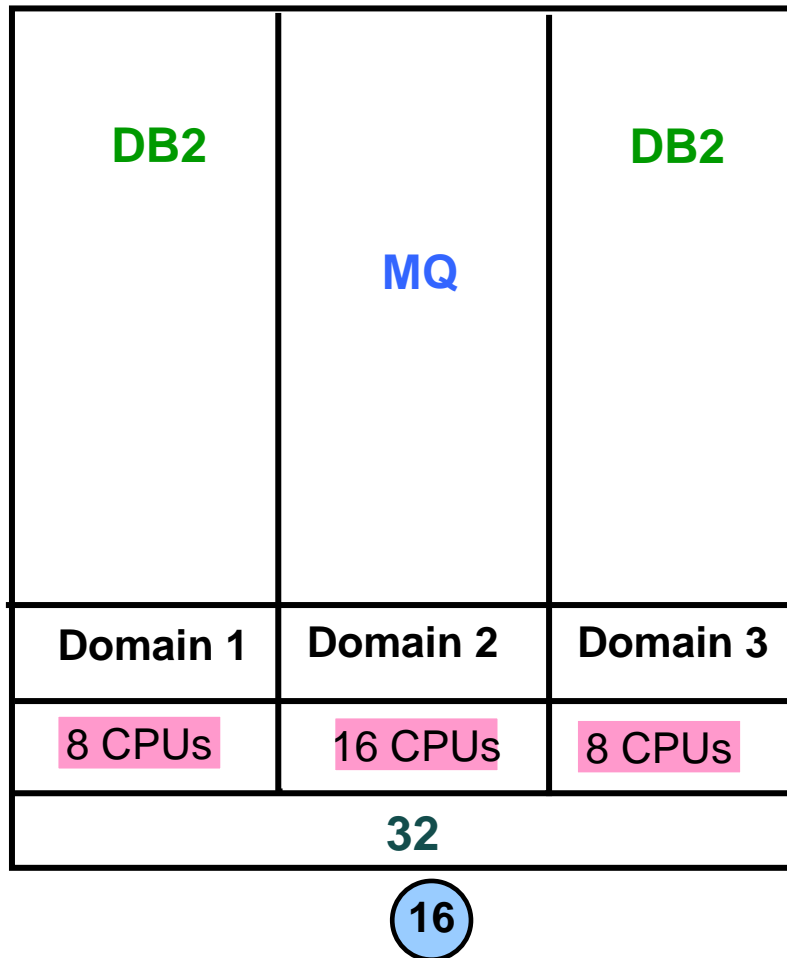 DB2
DB2
MQ
Domain 1
Domain 2
Domain 3
8 CPUs
16 CPUs
8 CPUs
32
16